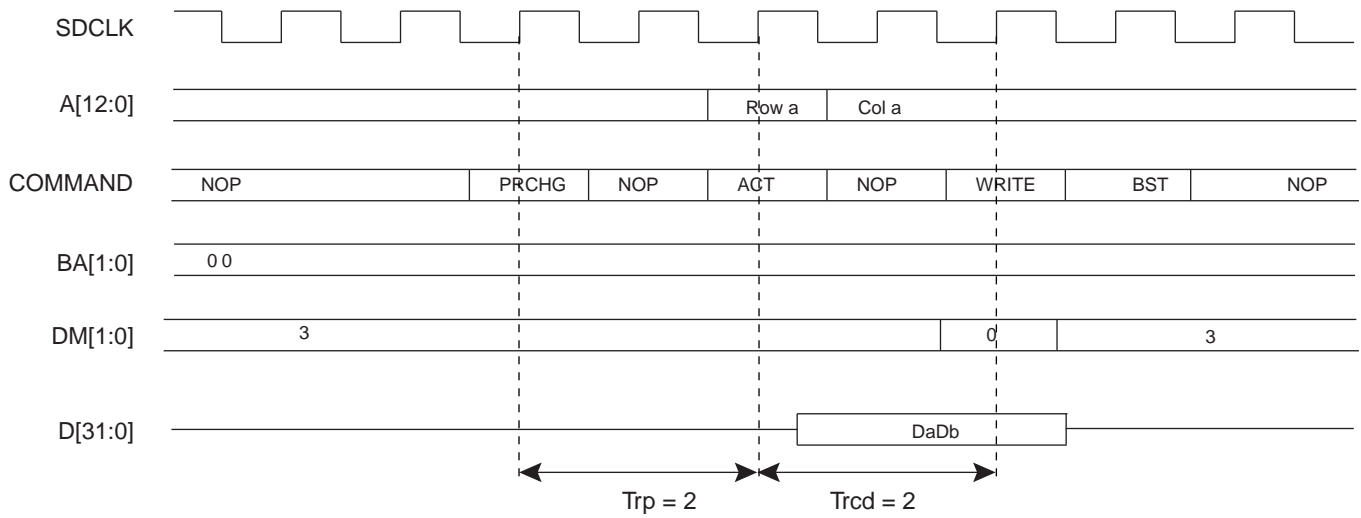 SDCLK
A[12:0] Row a Col a
COMMAND NOP PRCHG NOP ACT NOP WRITE BST NOP
BA[1:0] 0 0
DM[1:0] 3 0 3
D[31:0] DaDb
Trp = 2 Trcd = 2